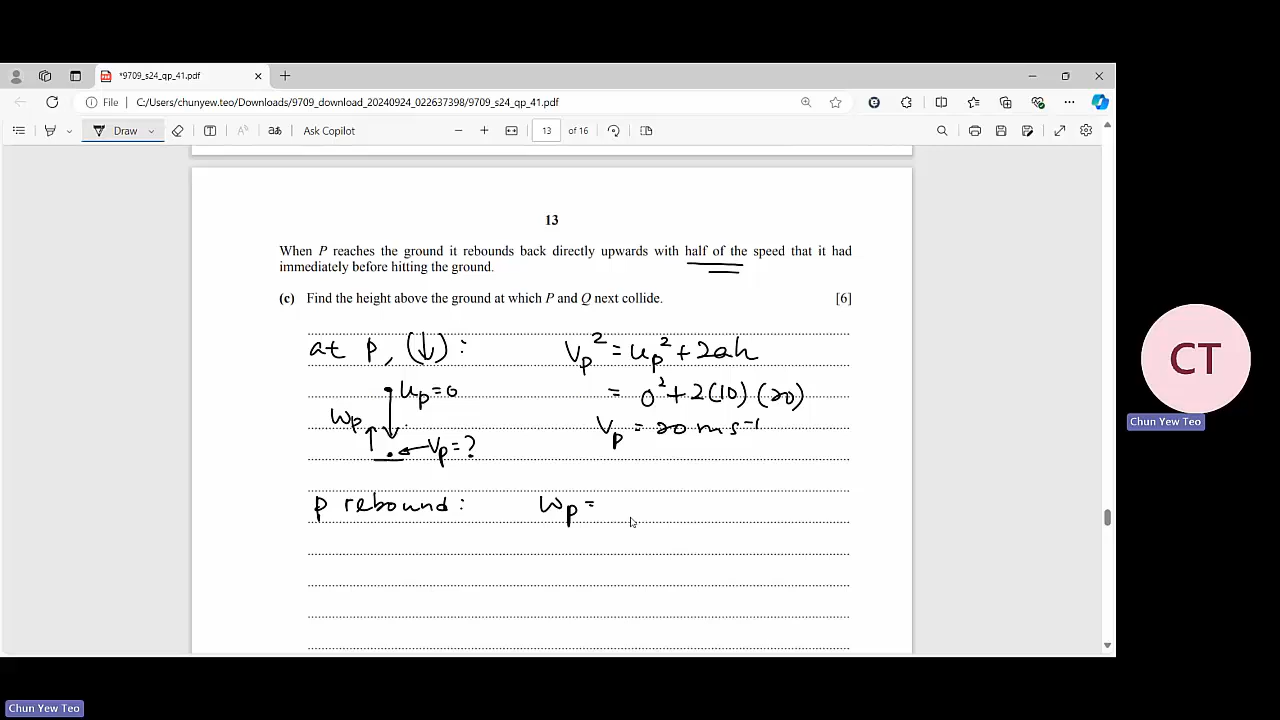 *9709_s24_qp_41.pdf
File C:/Users/chunyew.teo/Downloads/9709_download_20240924_022637398/9709_s24_qp_41.pdf
Draw Ask Copilot 13 of 16
13
When P reaches the ground it rebounds back directly upwards with half of the speed that it had
immediately before hitting the ground.
(c) Find the height above the ground at which P and Q next collide. [6]
at P, (↓) : Vp² = up² + 2ah
up = 0 = 0² + 2(10)(20)
wp Vp = 20 m s⁻¹
Vp = ?
P rebound : wp =
CT
Chun Yew Teo
Chun Yew Teo